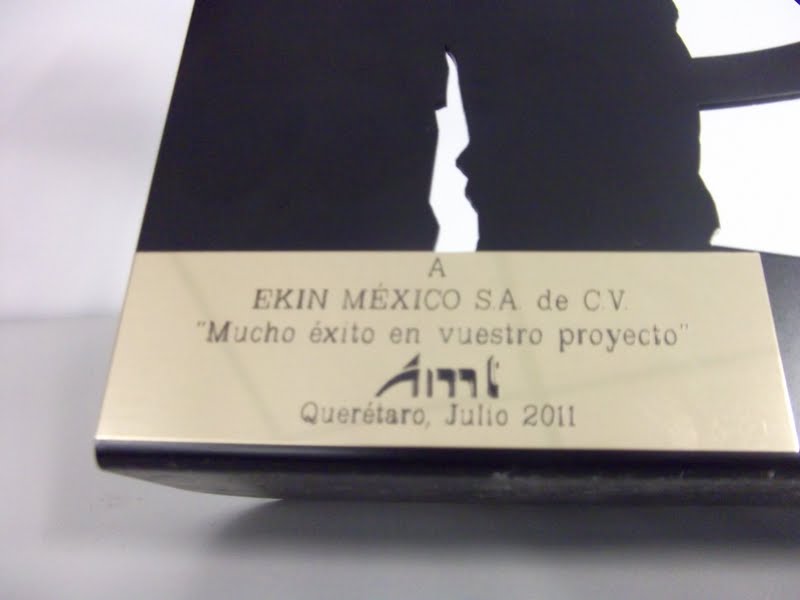 A
EKIN MÉXICO S.A. de C.V.
"Mucho éxito en vuestro proyecto"
Querétaro, Julio 2011